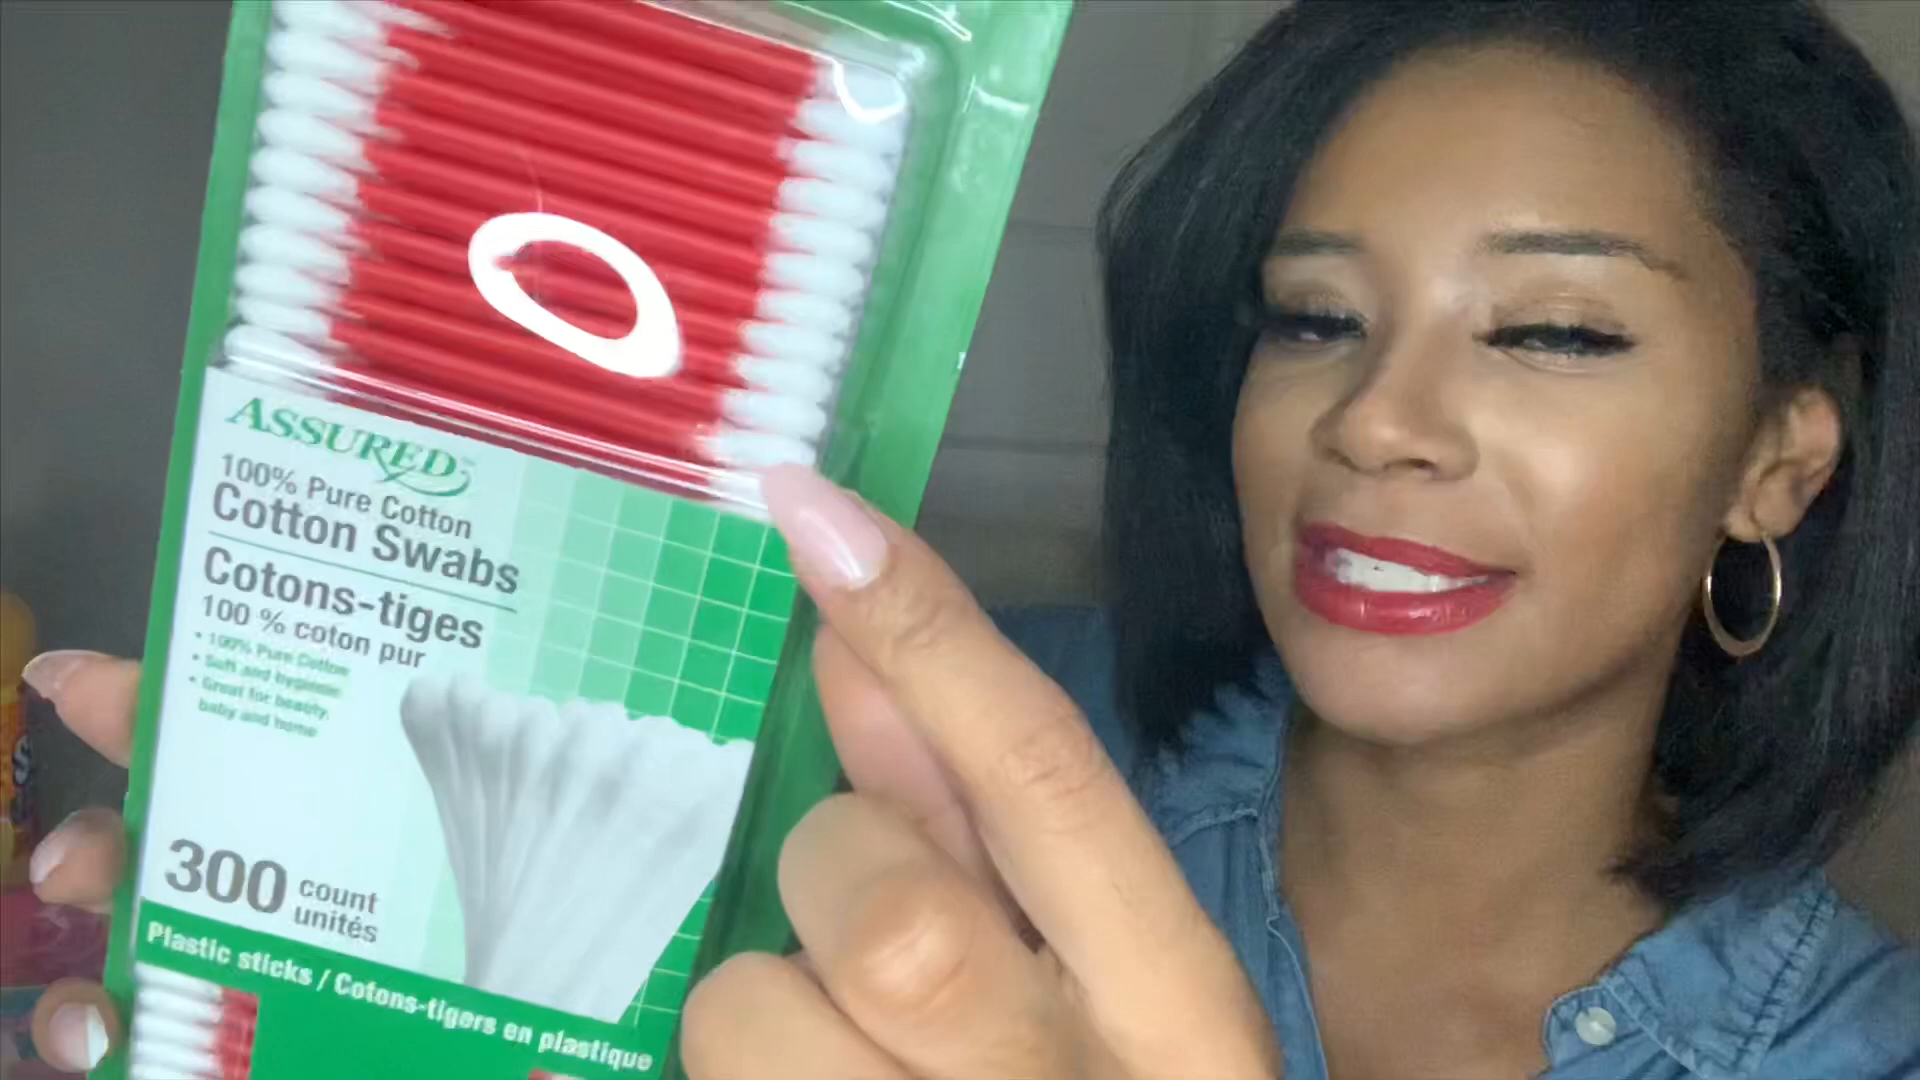 ASSURED™
100% Pure Cotton
Cotton Swabs
Cotons-tiges
100 % coton pur
• 100% Pure Cotton
• Soft and hygienic
• Great for beauty,
baby and home
300 count
unités
Plastic sticks / Cotons-tigers en plastique
S